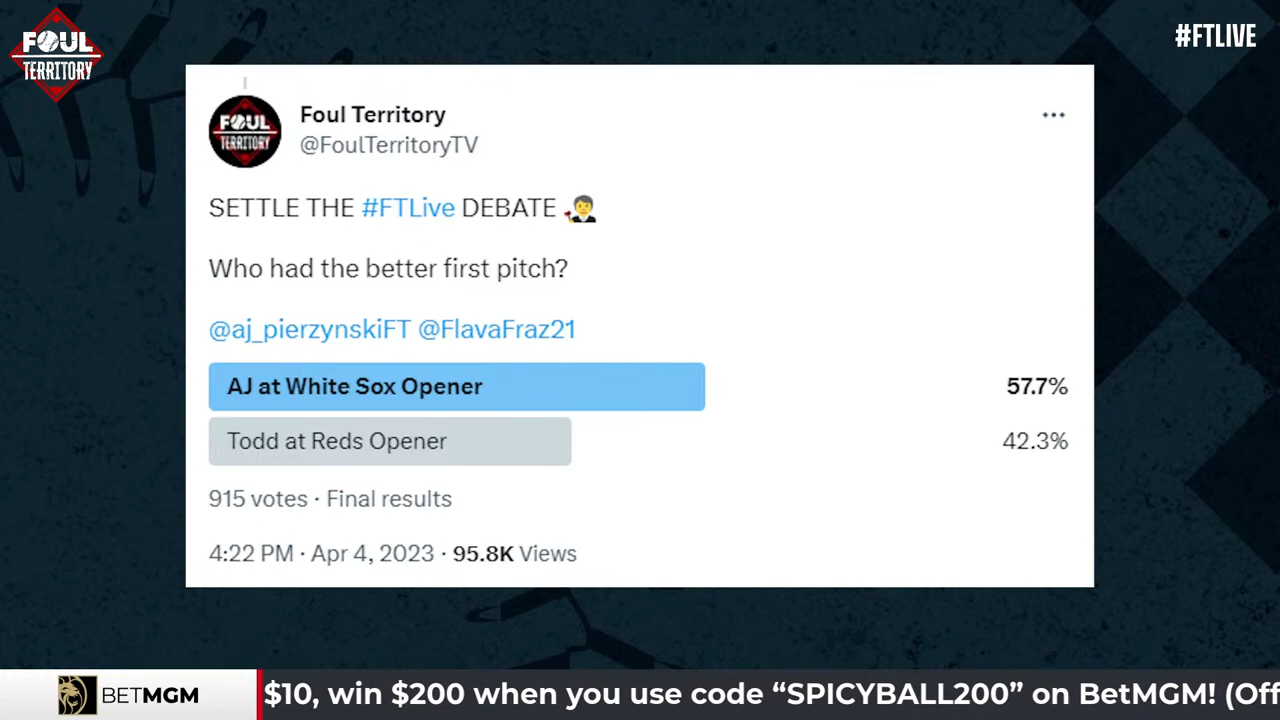 FOUL
TERRITORY
#FTLIVE
FOUL
TERRITORY
Foul Territory
@FoulTerritoryTV
SETTLE THE #FTLive DEBATE 👨‍⚖️
Who had the better first pitch?
@aj_pierzynskiFT @FlavaFraz21
AJ at White Sox Opener 57.7%
Todd at Reds Opener 42.3%
915 votes · Final results
4:22 PM · Apr 4, 2023 · 95.8K Views
BETMGM
$10, win $200 when you use code “SPICYBALL200” on BetMGM! (Off